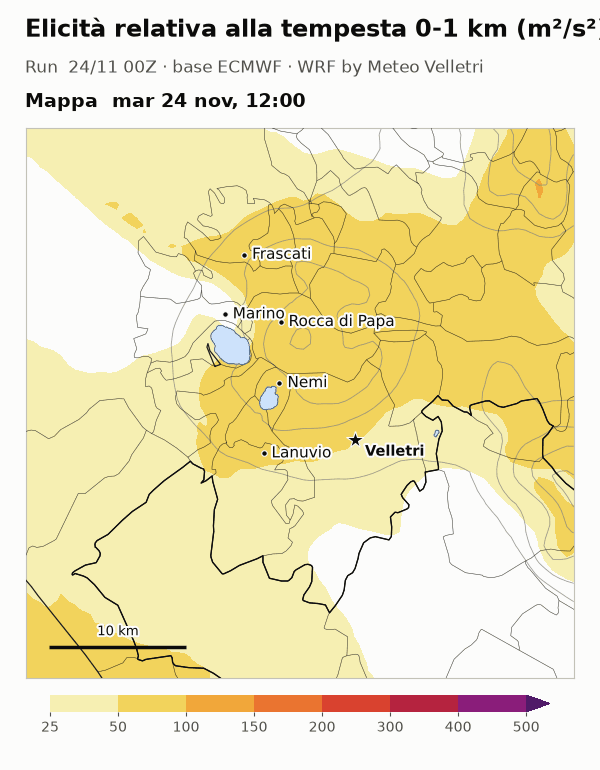 Elicità relativa alla tempesta 0-1 km (m²/s²)
Run 24/11 00Z · base ECMWF · WRF by Meteo Velletri
Mappa mar 24 nov, 12:00
Frascati
Marino
Rocca di Papa
Nemi
Velletri
Lanuvio
10 km
25 50 100 150 200 300 400 500